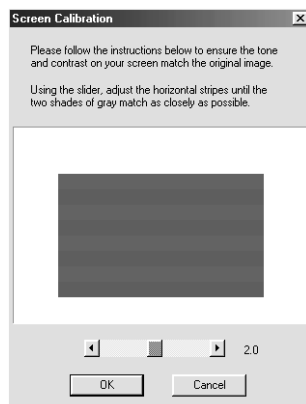 Screen Calibration
Please follow the instructions below to ensure the tone
and contrast on your screen match the original image.
Using the slider, adjust the horizontal stripes until the
two shades of gray match as closely as possible.
2.0
OK
Cancel